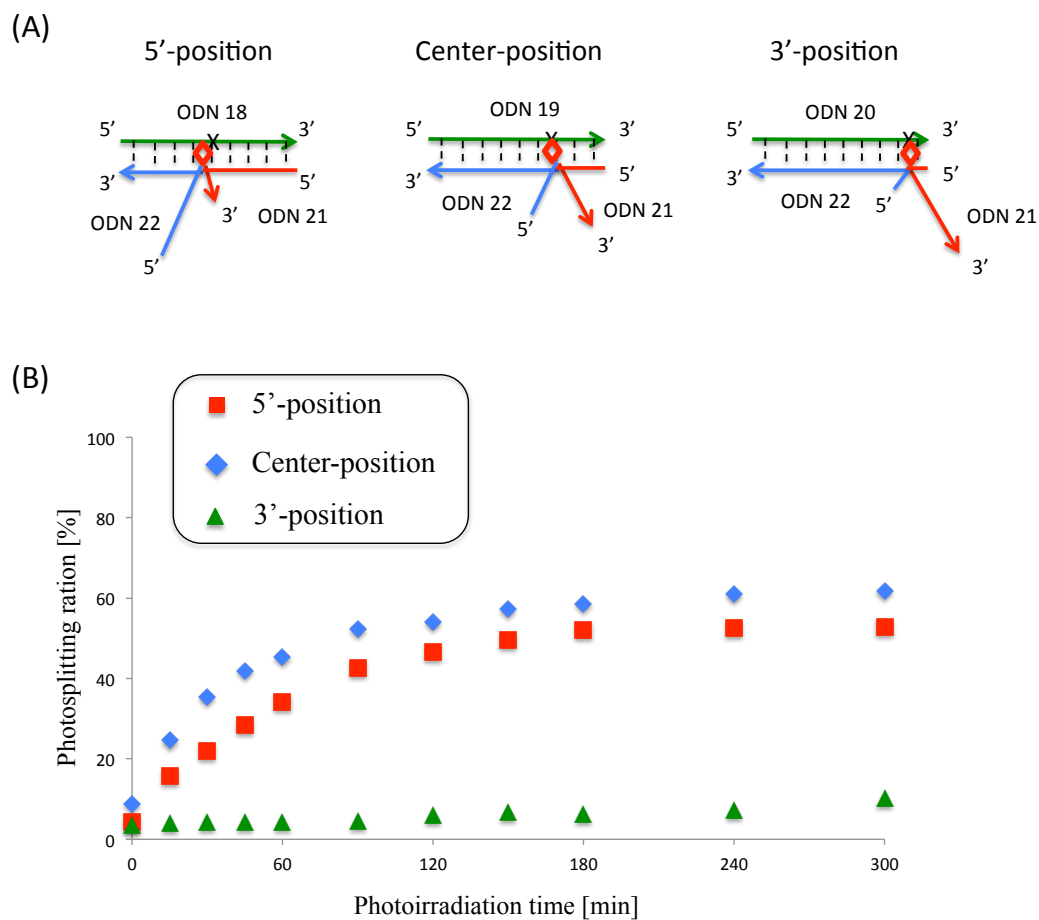 (A)
5’-position
Center-position
3’-position
ODN 18
5’
3’
3’
5’
ODN 22
3’
ODN 21
5’
ODN 19
5’
3’
3’
5’
ODN 22
ODN 21
5’
3’
ODN 20
5’
3’
3’
5’
ODN 22
5’
ODN 21
3’
(B)
5’-position
Center-position
3’-position
Photosplitting ration [%]
100
80
60
40
20
0
0
60
120
180
240
300
Photoirradiation time [min]